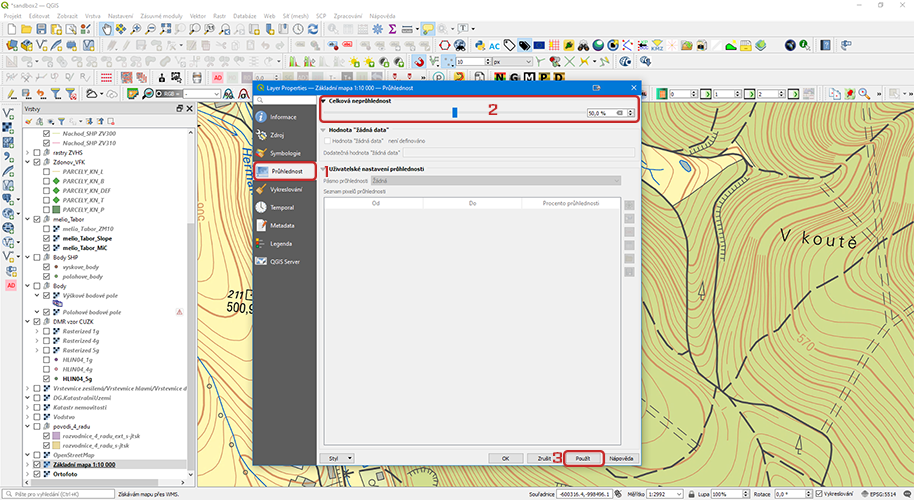 *sandbox2 — QGIS
Projekt Editovat Zobrazit Vrstva Nastavení Zásuvné moduly Vektor Rastr Databáze Web Síť (mesh) SCP Zpracování Nápověda
Vrstvy
Nachod_SHP ZV300
Nachod_SHP ZV310
rastry ZVHS
Zdonov_VFK
PARCELY_KN_L
PARCELY_KN_B
PARCELY_KN_DEF
PARCELY_KN_T
PARCELY_KN_P
melio_Tabor
melio_Tabor_ZM10
melio_Tabor_Slope
melio_Tabor_MiC
Body SHP
vyskove_body
polohove_body
Body
Výškové bodové pole
Polohové bodové pole
DMR vzor CUZK
Rasterized 1g
Rasterized 4g
Rasterized 5g
HLIN04_1g
HLIN04_4g
HLIN04_5g
Vrstevnice zesílená/Vrstevnice hlavní/Vrstevnice d
DG.KatastralniUzemi
Katastr nemovitostí
Vodstvo
povodi_4_radu
rozvodnice_4_radu_ext_s-jtsk
rozvodnice_4_radu_s-jtsk
OpenStreetMap
Základní mapa 1:10 000
Ortofoto
Layer Properties — Základní mapa 1:10 000 — Průhlednost
Informace
Zdroj
Symbologie
Průhlednost
Vykreslování
Temporal
Metadata
Legenda
QGIS Server
1
Celková neprůhlednost
2
50,0 %
Hodnota "žádná data"
Hodnota "žádná data" není definováno
Dodatečná hodnota "žádná data"
Uživatelské nastavení průhlednosti
Pásmo průhlednosti Žádná
Seznam pixelů průhlednosti
Od Do Procento průhlednosti
Styl OK Zrušit 3 Použít Nápověda
211
500,9
505
V koutě
570
Pište pro vyhledání (Ctrl+K) Získávám mapu přes WMS. Souřadnice -600316.4,-998496.1 Měřítko 1:2992 Lupa 100% Rotace 0,0 ° Vykreslování EPSG:5514